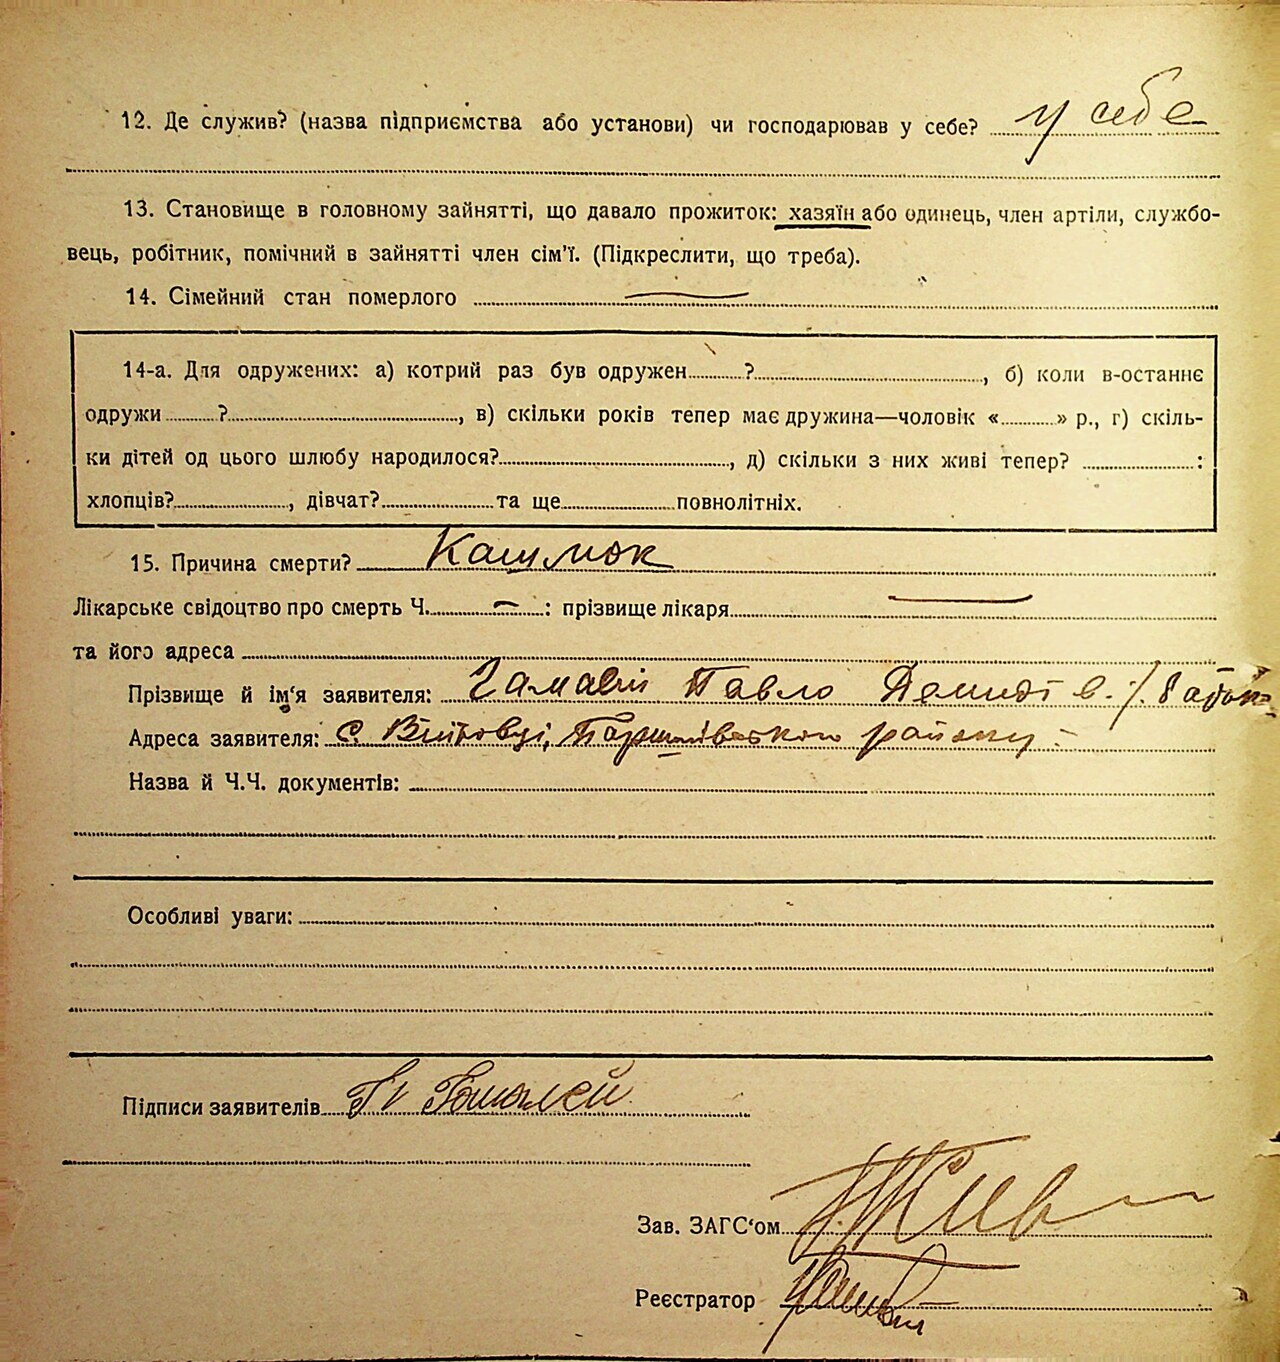 12. Де служив? (назва підприємства або установи) чи господарював у себе? у себе
13. Становище в головному зайнятті, що давало прожиток: хазяїн або одинець, член артіли, службо-
вець, робітник, помічний в зайнятті член сім'ї. (Підкреслити, що треба).
14. Сімейний стан померлого —
14-а. Для одружених: а) котрий раз був одружен ? , б) коли в-останнє
одружи ? , в) скільки років тепер має дружина—чоловік « » р., г) скіль-
ки дітей од цього шлюбу народилося? , д) скільки з них живі тепер? :
хлопців? , дівчат? та ще повнолітніх.
15. Причина смерти? Кашлюк
Лікарське свідоцтво про смерть Ч. — : прізвище лікаря —
та його адреса
Прізвище й ім'я заявителя: Павло
Адреса заявителя: с. Війтовці, району
Назва й Ч.Ч. документів:
Особливі уваги:
Підписи заявителів
Зав. ЗАГС'ом
Реєстратор